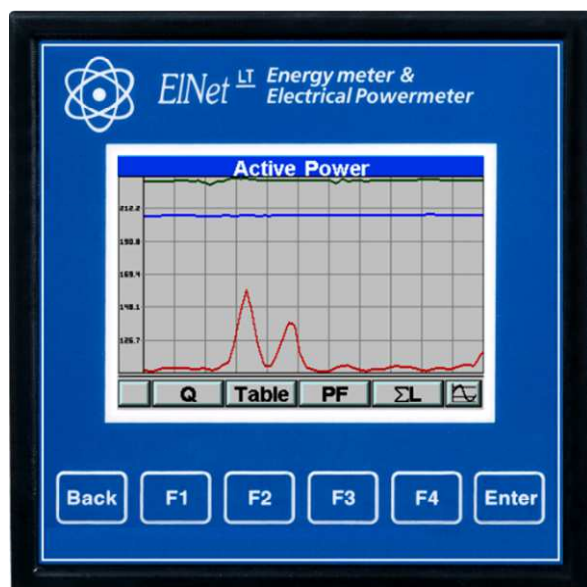 ElNet LT Energy meter &
Electrical Powermeter
Active Power
212.2
190.8
169.4
148.1
126.7
Q Table PF ΣL
Back F1 F2 F3 F4 Enter